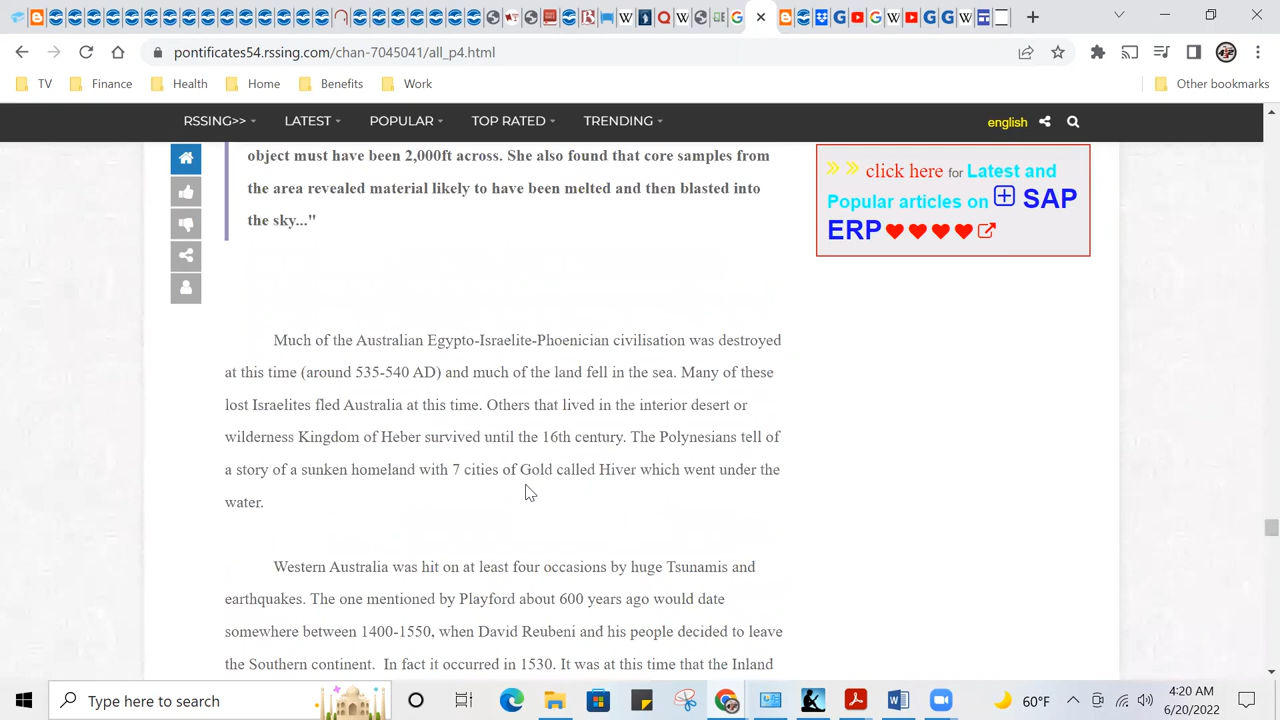 pontificates54.rssing.com/chan-7045041/all_p4.html
TV
Finance
Health
Home
Benefits
Work
Other bookmarks
RSSING>>
LATEST
POPULAR
TOP RATED
TRENDING
english
object must have been 2,000ft across. She also found that core samples from
the area revealed material likely to have been melted and then blasted into
the sky..."
click here for Latest and
Popular articles on SAP
ERP
Much of the Australian Egypto-Israelite-Phoenician civilisation was destroyed
at this time (around 535-540 AD) and much of the land fell in the sea. Many of these
lost Israelites fled Australia at this time. Others that lived in the interior desert or
wilderness Kingdom of Heber survived until the 16th century. The Polynesians tell of
a story of a sunken homeland with 7 cities of Gold called Hiver which went under the
water.
Western Australia was hit on at least four occasions by huge Tsunamis and
earthquakes. The one mentioned by Playford about 600 years ago would date
somewhere between 1400-1550, when David Reubeni and his people decided to leave
the Southern continent. In fact it occurred in 1530. It was at this time that the Inland
Type here to search
60°F
4:20 AM
6/20/2022